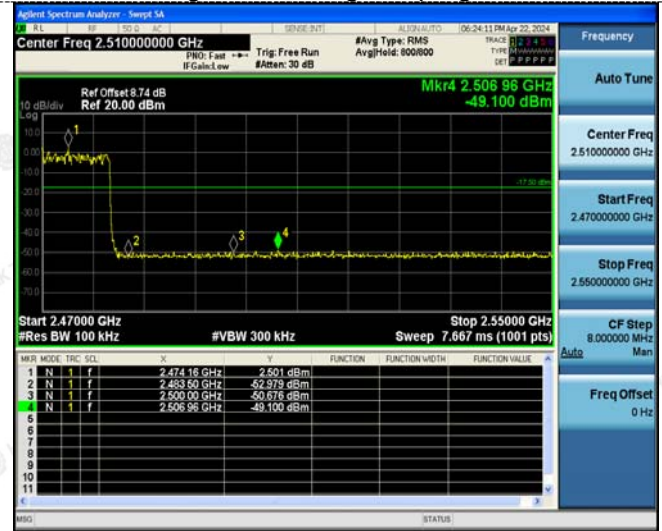 Agilent Spectrum Analyzer - Swept SA
RL RF 50 Ω AC SENSE:INT ALIGN AUTO 06:24:11 PM Apr 22, 2024
Center Freq 2.510000000 GHz
PNO: Fast Trig: Free Run #Avg Type: RMS TRACE 1 2 3 4 5 6
IFGain:Low #Atten: 30 dB Avg|Hold: 800/800 TYPE
DET P P P P P P
Mkr4 2.506 96 GHz
-49.100 dBm
Ref Offset 8.74 dB
10 dB/div Ref 20.00 dBm
Log
10.0
0.00
-10.0
-20.0
-30.0
-40.0
-50.0
-60.0
-70.0
1
2
3
4
-17.50 dBm
Start 2.47000 GHz Stop 2.55000 GHz
#Res BW 100 kHz #VBW 300 kHz Sweep 7.667 ms (1001 pts)
MKR MODE TRC SCL X Y FUNCTION FUNCTION WIDTH FUNCTION VALUE
1 N 1 f 2.474 16 GHz 2.501 dBm
2 N 1 f 2.483 50 GHz -52.979 dBm
3 N 1 f 2.500 00 GHz -50.676 dBm
4 N 1 f 2.506 96 GHz -49.100 dBm
5
6
7
8
9
10
11
MSG STATUS
Frequency
Auto Tune
Center Freq
2.510000000 GHz
Start Freq
2.470000000 GHz
Stop Freq
2.550000000 GHz
CF Step
8.000000 MHz
Auto Man
Freq Offset
0 Hz